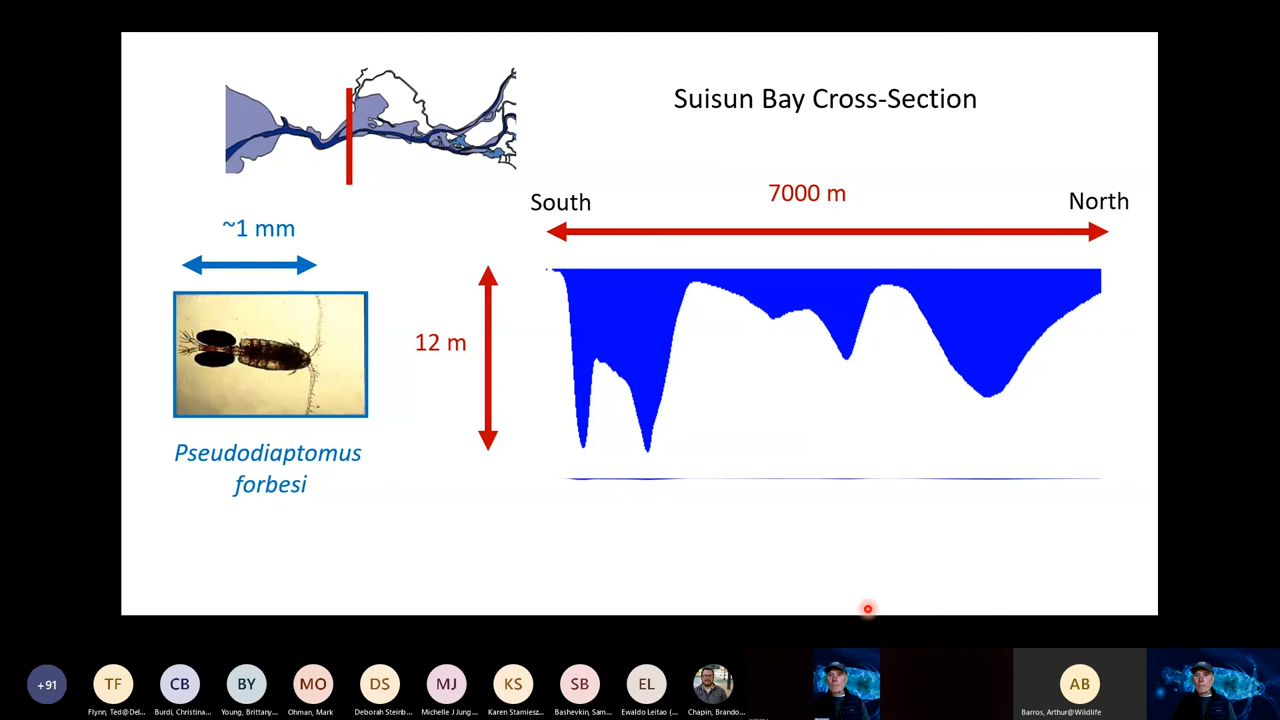 Suisun Bay Cross-Section
South
7000 m
North
~1 mm
12 m
Pseudodiaptomus
forbesi
+91
TF
CB
BY
MO
DS
MJ
KS
SB
EL
AB
Flynn, Ted@Del...
Burdi, Christina...
Young, Brittany...
Ohman, Mark
Deborah Steinb...
Michelle J Jung...
Karen Stamiesz...
Bashevkin, Sam...
Ewaldo Leitao (...
Chapin, Brando...
Barros, Arthur@Wildlife